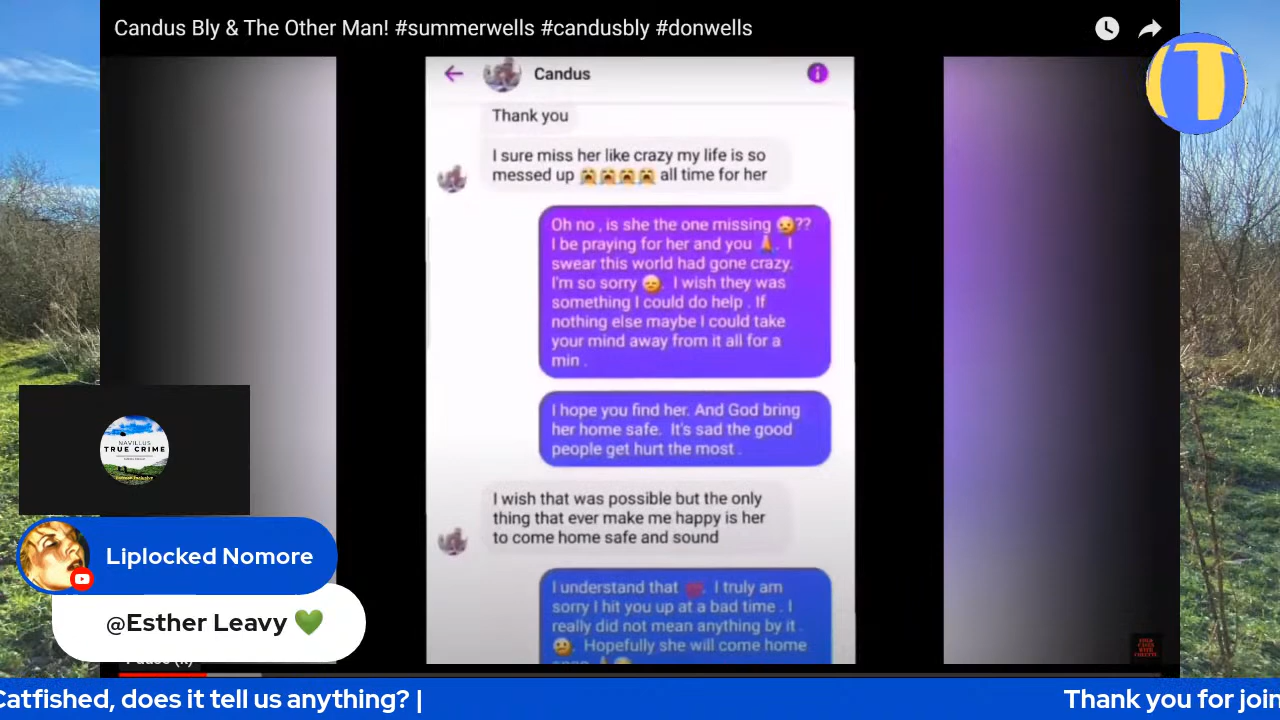 Candus Bly & The Other Man! #summerwells #candusbly #donwells
Candus
Thank you
I sure miss her like crazy my life is so
messed up 😭😭😭😭 all time for her
Oh no , is she the one missing 😥??
I be praying for her and you 🙏. I
swear this world had gone crazy.
I'm so sorry 😞. I wish they was
something I could do help . If
nothing else maybe I could take
your mind away from it all for a
min .
I hope you find her. And God bring
her home safe. It's sad the good
people get hurt the most .
I wish that was possible but the only
thing that ever make me happy is her
to come home safe and sound
I understand that 💯. I truly am
sorry I hit you up at a bad time . I
really did not mean anything by it .
😕. Hopefully she will come home
NAVILLUS
TRUE CRIME
Liplocked Nomore
@Esther Leavy 💚
Catfished, does it tell us anything? |
Thank you for join